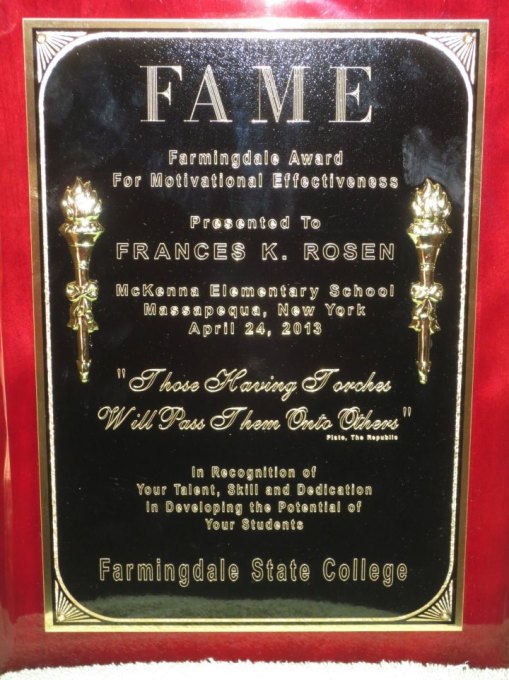 FAME
Farmingdale Award
For Motivational Effectiveness
Presented To
FRANCES K. ROSEN
McKenna Elementary School
Massapequa, New York
April 24, 2013
"Those Having Torches
Will Pass Them Onto Others"
Plato, The Republic
In Recognition of
Your Talent, Skill and Dedication
in Developing the Potential of
Your Students
Farmingdale State College